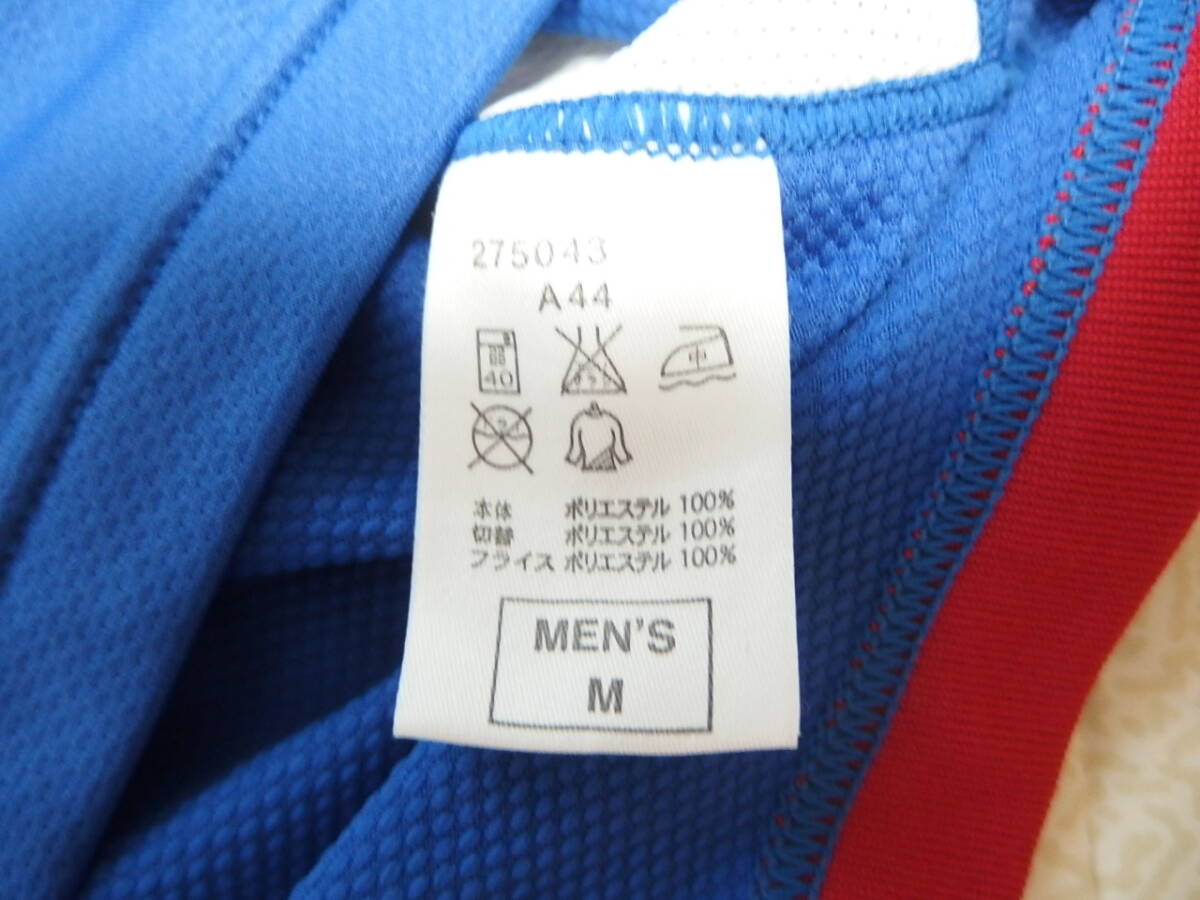 275043
A44
40
中
本体 ポリエステル 100%
切替 ポリエステル 100%
フライス ポリエステル 100%
MEN'S
M